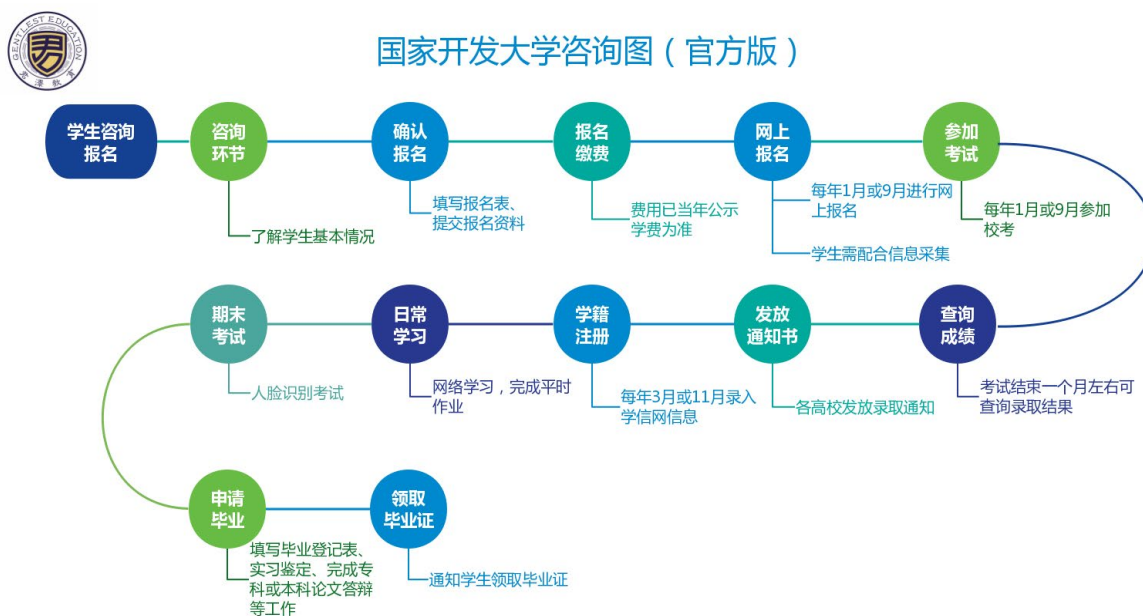 GENTLEST EDUCATION
君泽教育
国家开发大学咨询图（官方版）
学生咨询
报名
咨询
环节
了解学生基本情况
确认
报名
填写报名表、
提交报名资料
报名
缴费
费用已当年公示
学费为准
网上
报名
每年1月或9月进行网
上报名
学生需配合信息采集
参加
考试
每年1月或9月参加
校考
查询
成绩
考试结束一个月左右可
查询录取结果
发放
通知书
各高校发放录取通知
学籍
注册
每年3月或11月录入
学信网信息
日常
学习
网络学习，完成平时
作业
期末
考试
人脸识别考试
申请
毕业
填写毕业登记表、
实习鉴定、完成专
科或本科论文答辩
等工作
领取
毕业证
通知学生领取毕业证